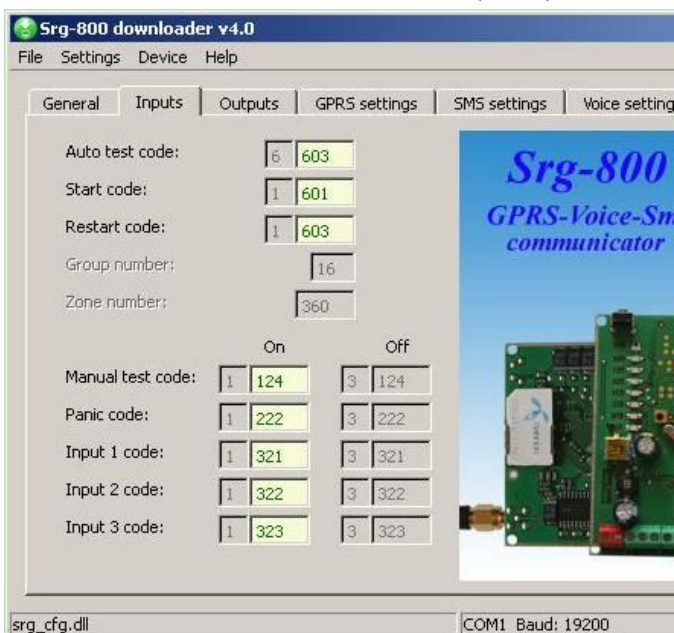 Srg-800 downloader v4.0
File Settings Device Help
General Inputs Outputs GPRS settings SMS settings Voice setting
Auto test code: 6 603
Start code: 1 601
Restart code: 1 603
Group number: 16
Zone number: 360
On Off
Manual test code: 1 124 3 124
Panic code: 1 222 3 222
Input 1 code: 1 321 3 321
Input 2 code: 1 322 3 322
Input 3 code: 1 323 3 323
Srg-800
GPRS-Voice-Sm
communicator
srg_cfg.dll COM1 Baud: 19200